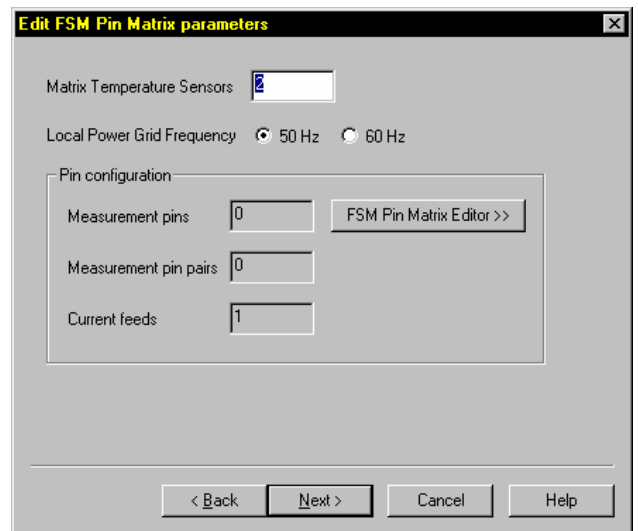 Edit FSM Pin Matrix parameters
Matrix Temperature Sensors 2
Local Power Grid Frequency 50 Hz 60 Hz
Pin configuration
Measurement pins 0 FSM Pin Matrix Editor >>
Measurement pin pairs 0
Current feeds 1
< Back Next > Cancel Help